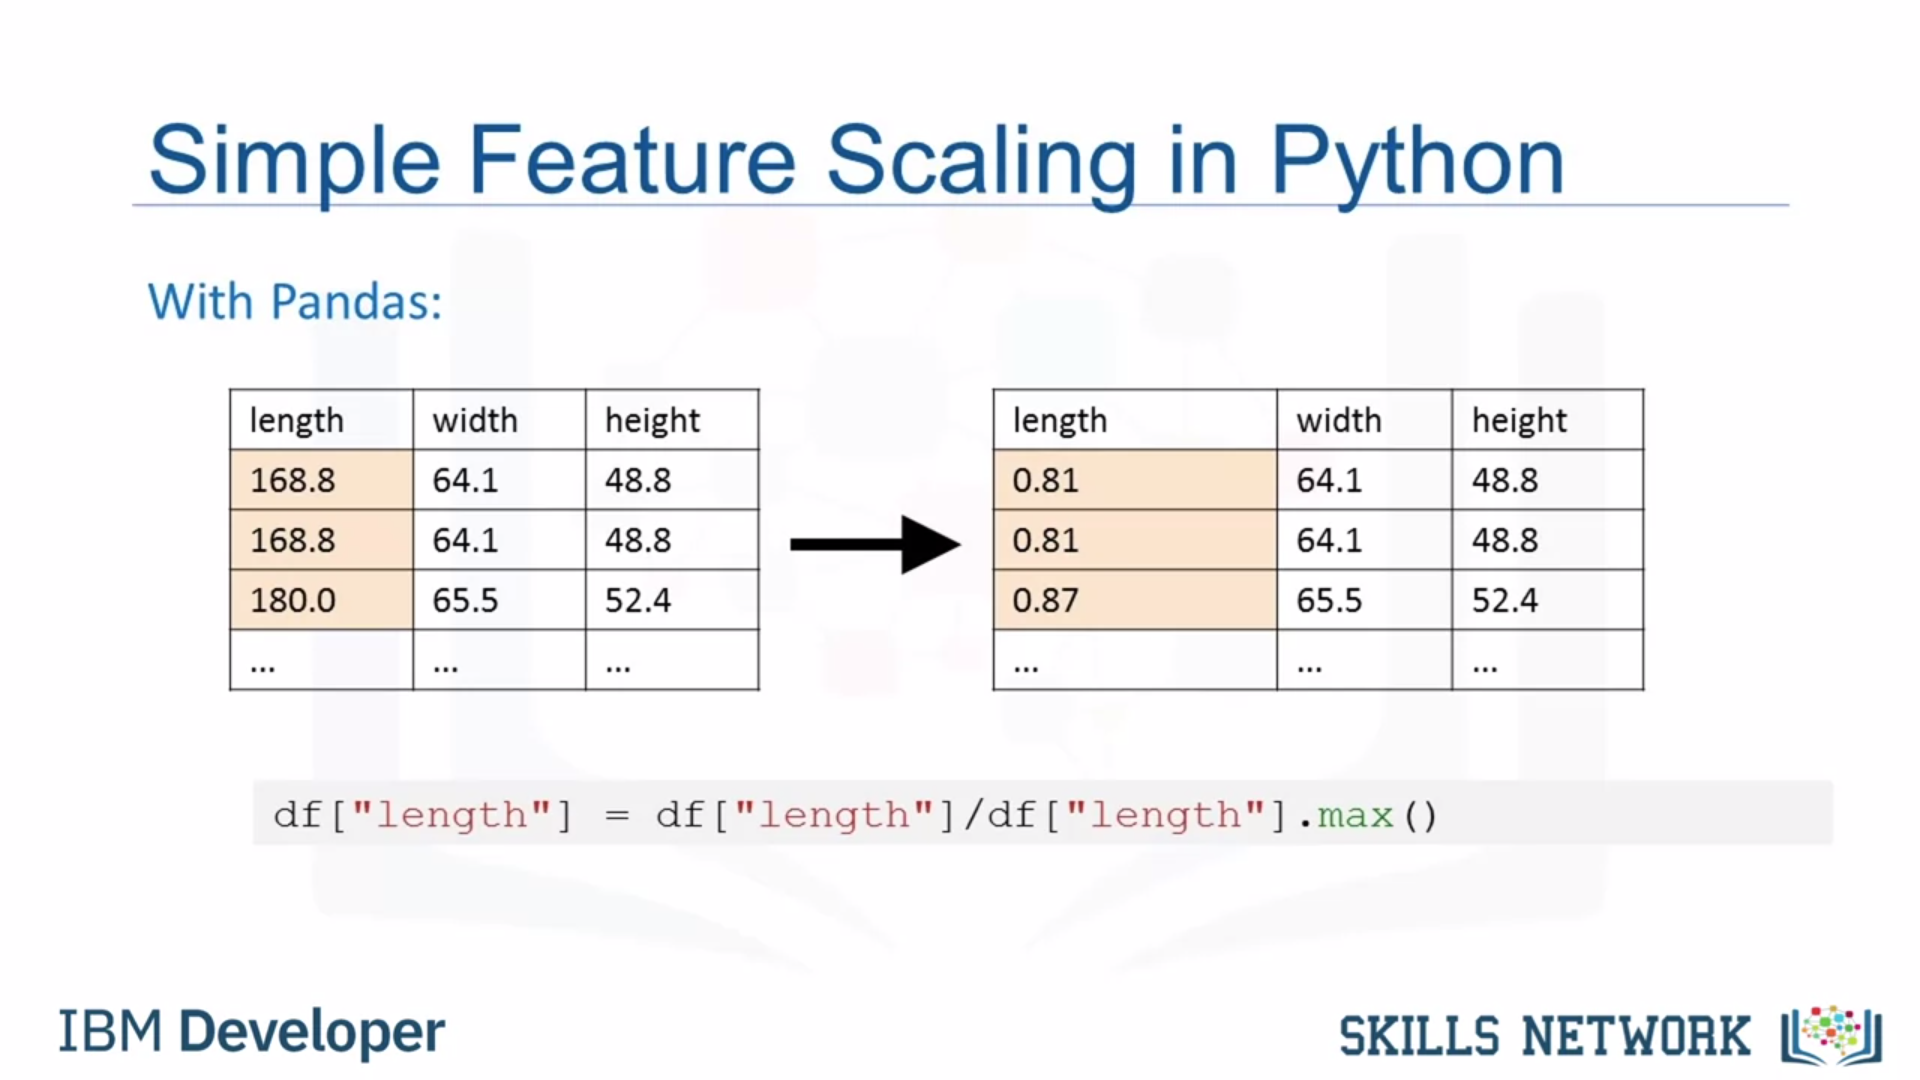 Simple Feature Scaling in Python
With Pandas:
length width height
168.8 64.1 48.8
168.8 64.1 48.8
180.0 65.5 52.4
... ... ...
length width height
0.81 64.1 48.8
0.81 64.1 48.8
0.87 65.5 52.4
... ... ...
df["length"] = df["length"]/df["length"].max()
IBM Developer
SKILLS NETWORK